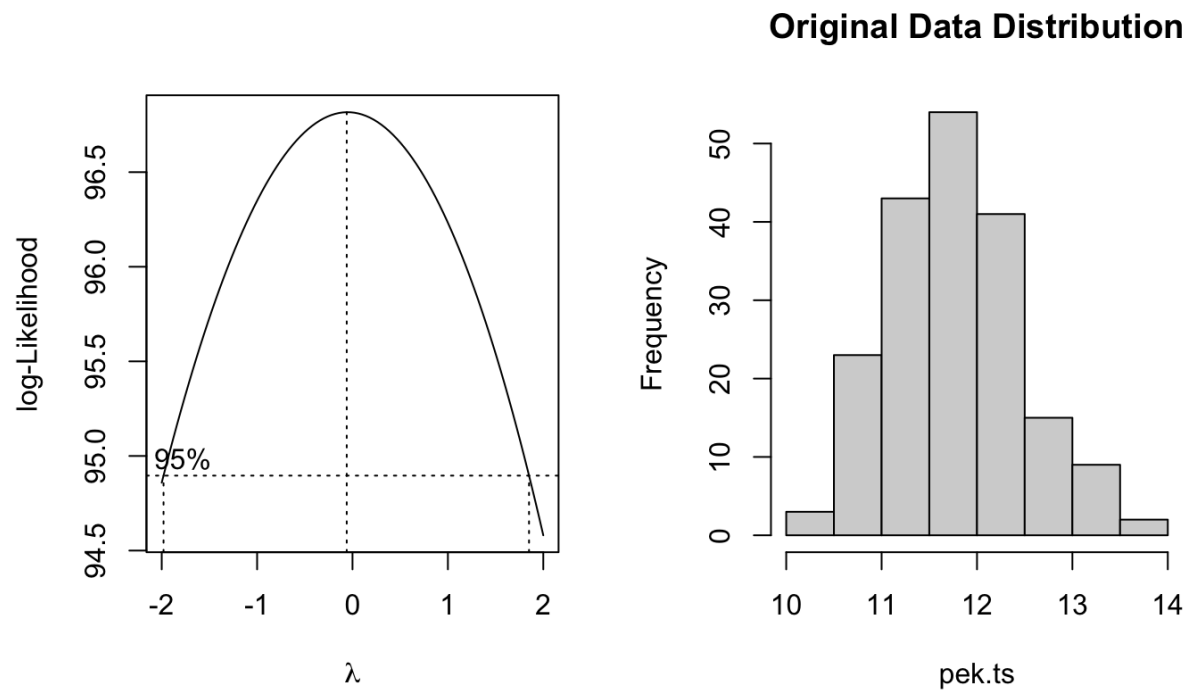 Original Data Distribution
log-Likelihood
96.5
96.0
95.5
95.0
94.5
95%
-2 -1 0 1 2
λ
Frequency
50
40
30
20
10
0
10 11 12 13 14
pek.ts